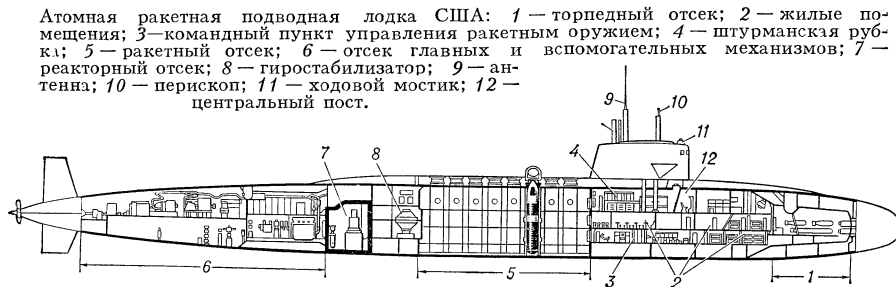 Атомная ракетная подводная лодка США: 1 — торпедный отсек; 2 — жилые по-
мещения; 3—командный пункт управления ракетным оружием; 4 — штурманская руб-
ка; 5 — ракетный отсек; 6 — отсек главных и вспомогательных механизмов; 7 —
реакторный отсек; 8 — гиростабилизатор; 9 — ан-
тенна; 10 — перископ; 11 — ходовой мостик; 12 —
центральный пост.
9
10
11
4
12
7
8
6
5
3
2
1